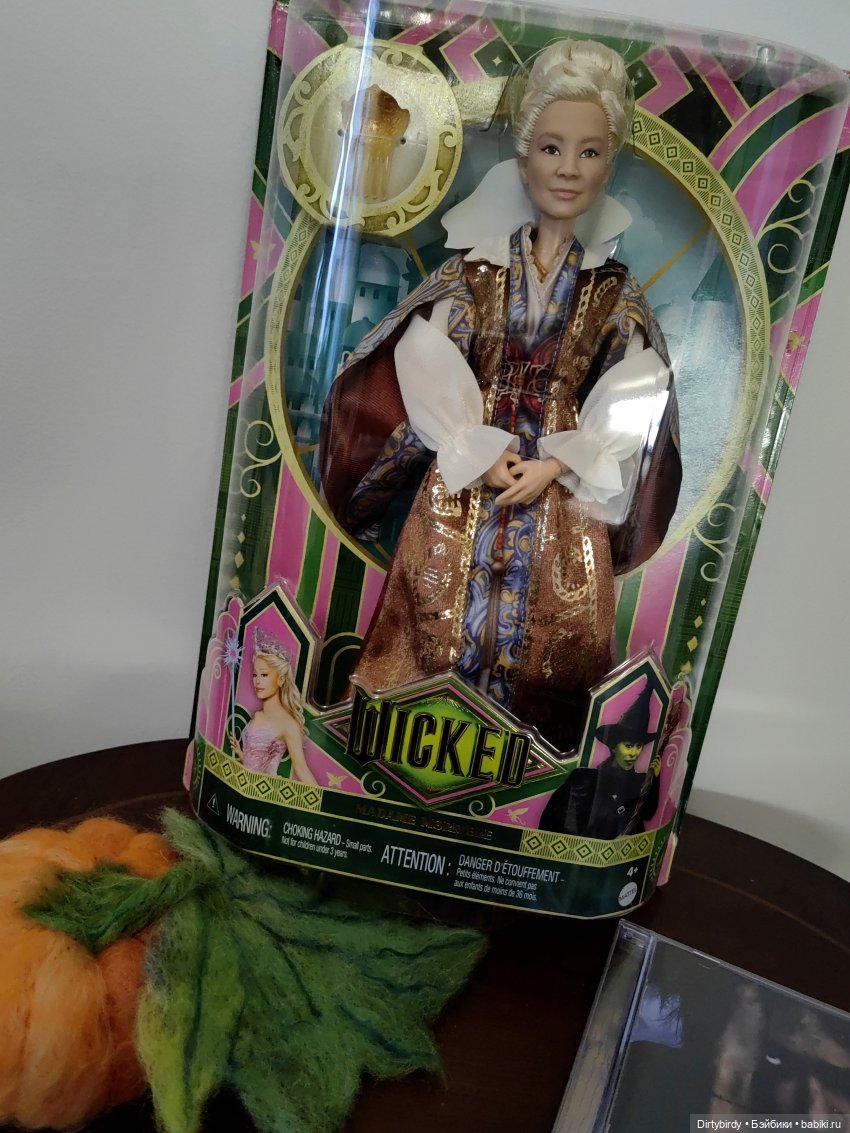 WICKED
MADAME MORRIBLE
WARNING:
CHOKING HAZARD – Small parts.
Not for children under 3 years.
ATTENTION :
DANGER D'ÉTOUFFEMENT –
Petits éléments. Ne convient pas
aux enfants de moins de 36 mois.
4+
MATTEL
Dirtybirdy • Бэйбики • babiki.ru